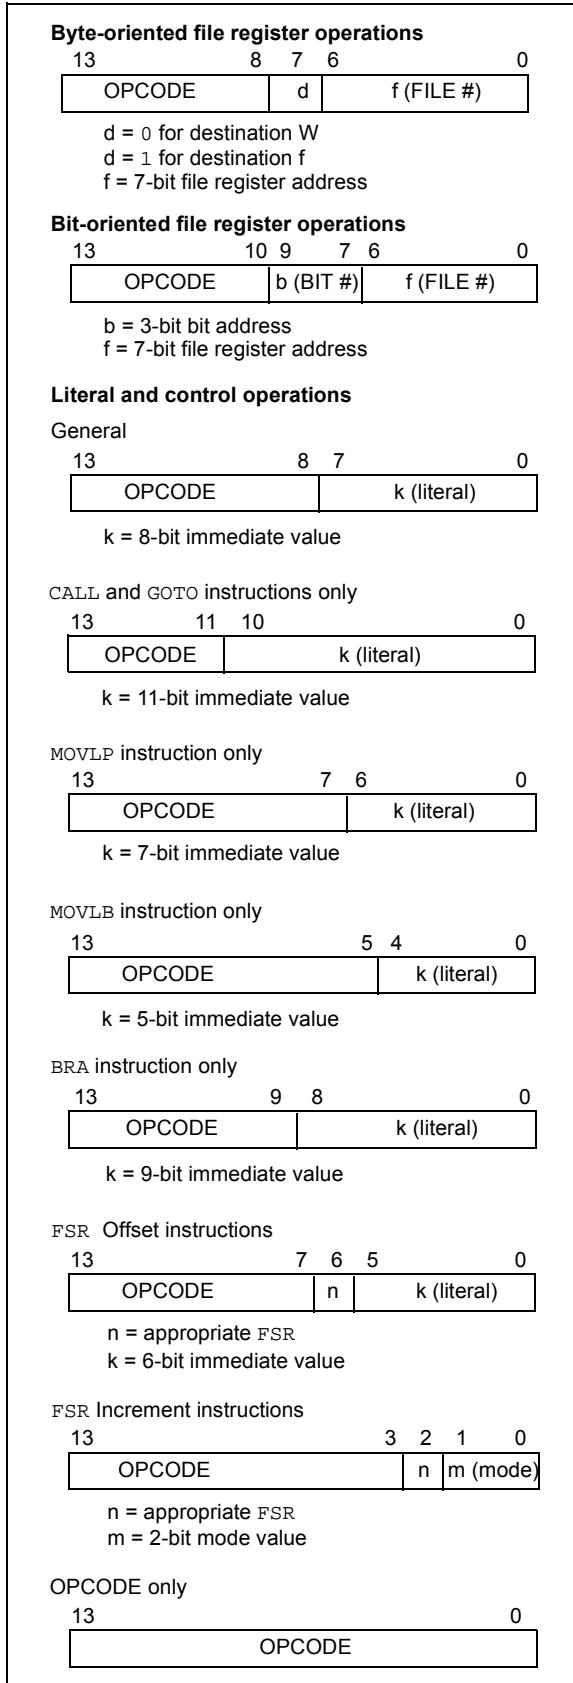 Byte-oriented file register operations
13 8 7 6 0
OPCODE d f (FILE #)
d = 0 for destination W
d = 1 for destination f
f = 7-bit file register address
Bit-oriented file register operations
13 10 9 7 6 0
OPCODE b (BIT #) f (FILE #)
b = 3-bit bit address
f = 7-bit file register address
Literal and control operations
General
13 8 7 0
OPCODE k (literal)
k = 8-bit immediate value
CALL and GOTO instructions only
13 11 10 0
OPCODE k (literal)
k = 11-bit immediate value
MOVLP instruction only
13 7 6 0
OPCODE k (literal)
k = 7-bit immediate value
MOVLB instruction only
13 5 4 0
OPCODE k (literal)
k = 5-bit immediate value
BRA instruction only
13 9 8 0
OPCODE k (literal)
k = 9-bit immediate value
FSR Offset instructions
13 7 6 5 0
OPCODE n k (literal)
n = appropriate FSR
k = 6-bit immediate value
FSR Increment instructions
13 3 2 1 0
OPCODE n m (mode)
n = appropriate FSR
m = 2-bit mode value
OPCODE only
13 0
OPCODE